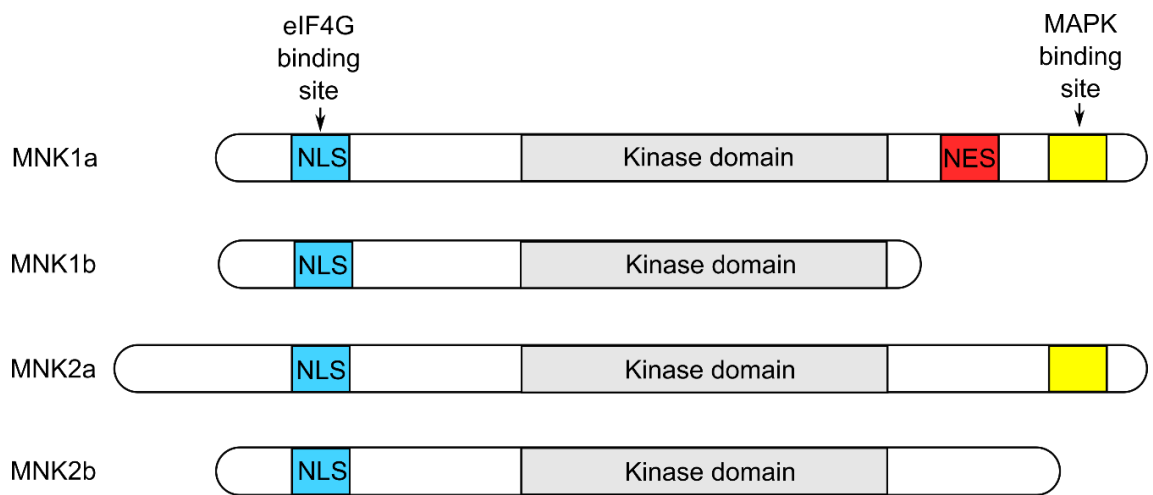 eIF4G
binding
site
MAPK
binding
site
MNK1a
NLS
Kinase domain
NES
MNK1b
NLS
Kinase domain
MNK2a
NLS
Kinase domain
MNK2b
NLS
Kinase domain